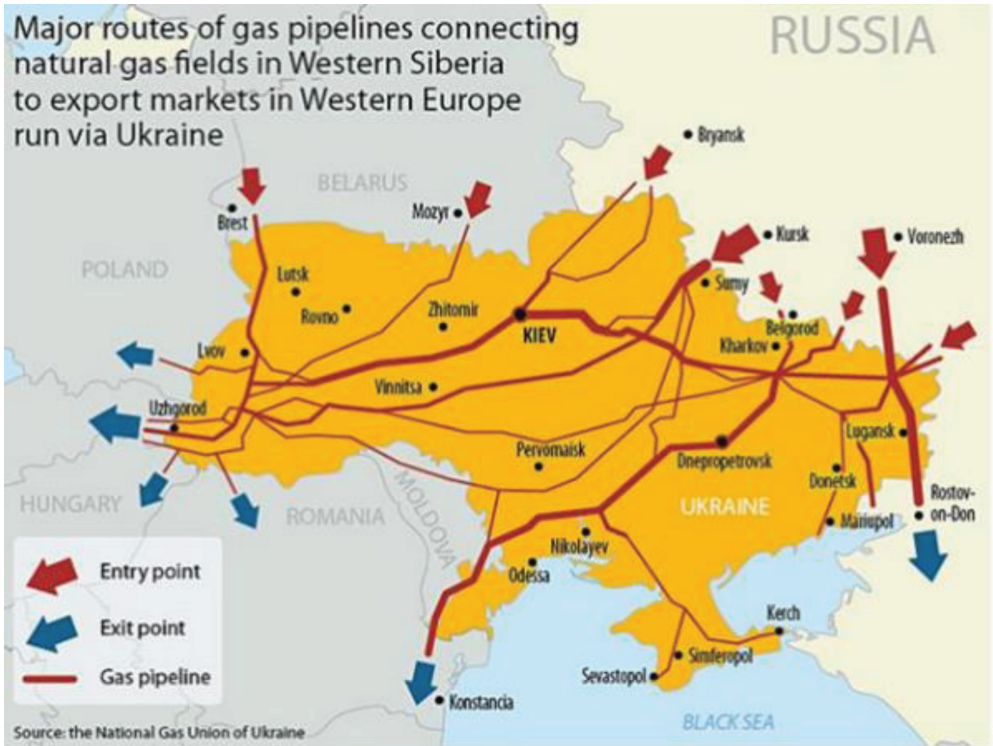 Major routes of gas pipelines connecting
natural gas fields in Western Siberia
to export markets in Western Europe
run via Ukraine
RUSSIA
Bryansk
BELARUS
Mozyr
Brest
Kursk
Voronezh
POLAND
Lutsk
Sumy
Rovno
Zhitomir
KIEV
Belgorod
Kharkov
Lvov
Vinnitsa
Uzhgorod
Lugansk
Pervomaisk
Dnepropetrovsk
Donetsk
HUNGARY
ROMANIA
MOLDOVA
UKRAINE
Rostov-
on-Don
Mariupol
Nikolayev
Odessa
Kerch
Simferopol
Sevastopol
Konstancia
BLACK SEA
Entry point
Exit point
Gas pipeline
Source: the National Gas Union of Ukraine